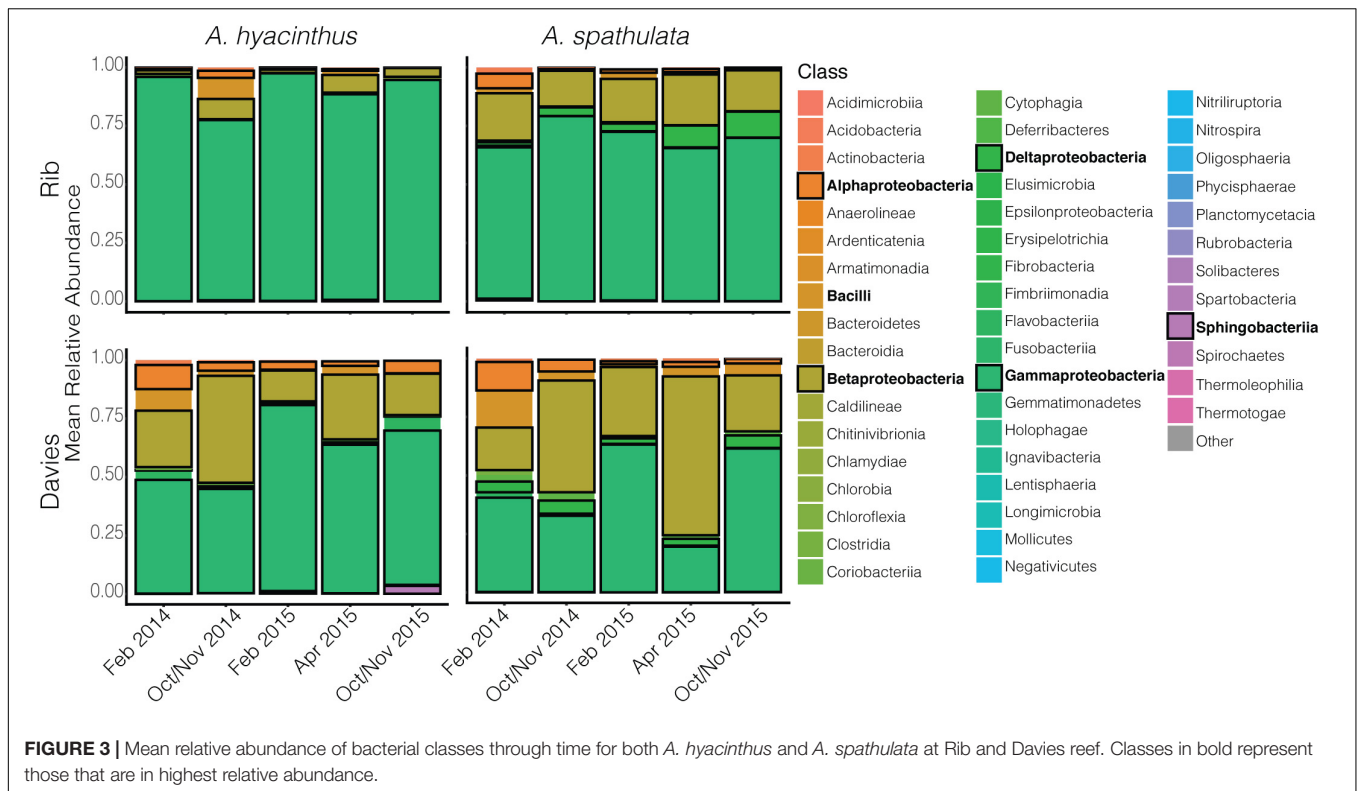 A. hyacinthus
A. spathulata
Rib
Davies
Mean Relative Abundance
1.00
0.75
0.50
0.25
0.00
1.00
0.75
0.50
0.25
0.00
Feb 2014
Oct/Nov 2014
Feb 2015
Apr 2015
Oct/Nov 2015
Feb 2014
Oct/Nov 2014
Feb 2015
Apr 2015
Oct/Nov 2015
Class
Acidimicrobiia
Acidobacteria
Actinobacteria
Alphaproteobacteria
Anaerolineae
Ardenticatenia
Armatimonadia
Bacilli
Bacteroidetes
Bacteroidia
Betaproteobacteria
Caldilineae
Chitinivibrionia
Chlamydiae
Chlorobia
Chloroflexia
Clostridia
Coriobacteriia
Cytophagia
Deferribacteres
Deltaproteobacteria
Elusimicrobia
Epsilonproteobacteria
Erysipelotrichia
Fibrobacteria
Fimbriimonadia
Flavobacteriia
Fusobacteriia
Gammaproteobacteria
Gemmatimonadetes
Holophagae
Ignavibacteria
Lentisphaeria
Longimicrobia
Mollicutes
Negativicutes
Nitriliruptoria
Nitrospira
Oligosphaeria
Phycisphaerae
Planctomycetacia
Rubrobacteria
Solibacteres
Spartobacteria
Sphingobacteriia
Spirochaetes
Thermoleophilia
Thermotogae
Other
FIGURE 3 | Mean relative abundance of bacterial classes through time for both A. hyacinthus and A. spathulata at Rib and Davies reef. Classes in bold represent
those that are in highest relative abundance.